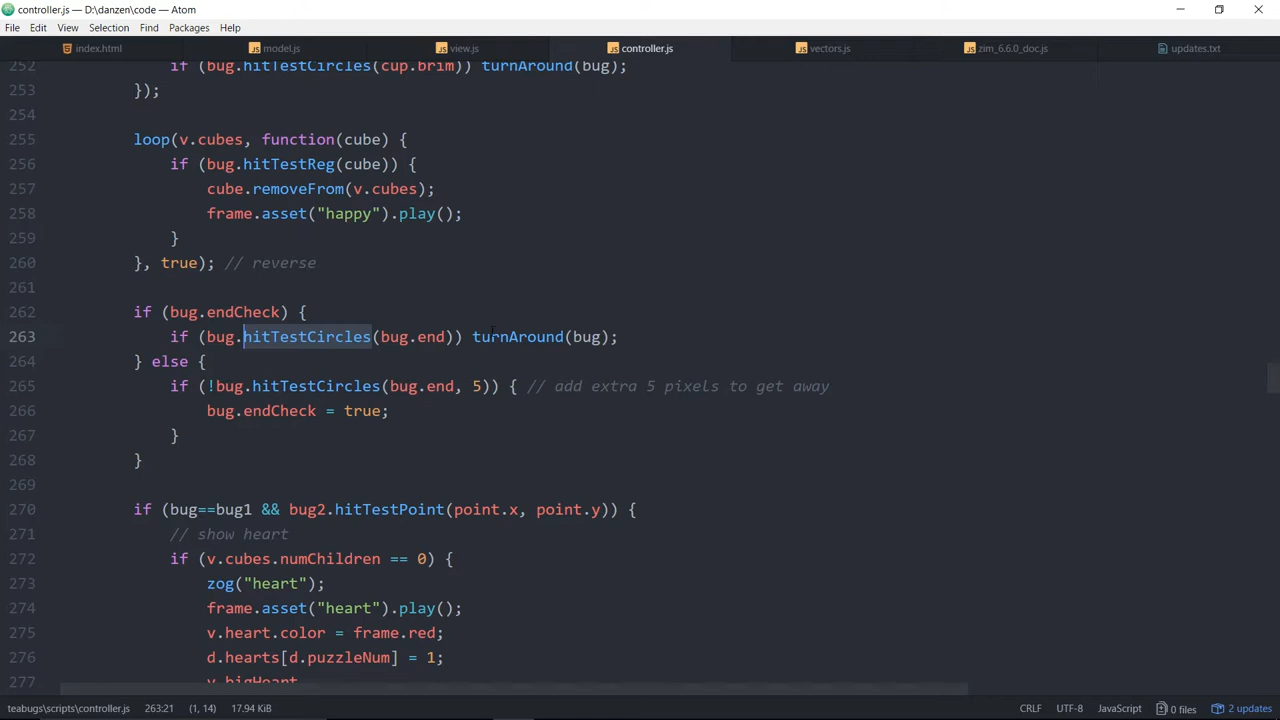 controller.js — D:\danzen\code — Atom
File Edit View Selection Find Packages Help
index.html model.js view.js controller.js vectors.js zim_6.6.0_doc.js updates.txt
252 if (bug.hitTestCircles(cup.brim)) turnAround(bug);
253 });
254
255 loop(v.cubes, function(cube) {
256 if (bug.hitTestReg(cube)) {
257 cube.removeFrom(v.cubes);
258 frame.asset("happy").play();
259 }
260 }, true); // reverse
261
262 if (bug.endCheck) {
263 if (bug.hitTestCircles(bug.end)) turnAround(bug);
264 } else {
265 if (!bug.hitTestCircles(bug.end, 5)) { // add extra 5 pixels to get away
266 bug.endCheck = true;
267 }
268 }
269
270 if (bug==bug1 && bug2.hitTestPoint(point.x, point.y)) {
271 // show heart
272 if (v.cubes.numChildren == 0) {
273 zog("heart");
274 frame.asset("heart").play();
275 v.heart.color = frame.red;
276 d.hearts[d.puzzleNum] = 1;
277 v.bigHeart
teabugs\scripts\controller.js 263:21 (1, 14) 17.94 KiB CRLF UTF-8 JavaScript 0 files 2 updates